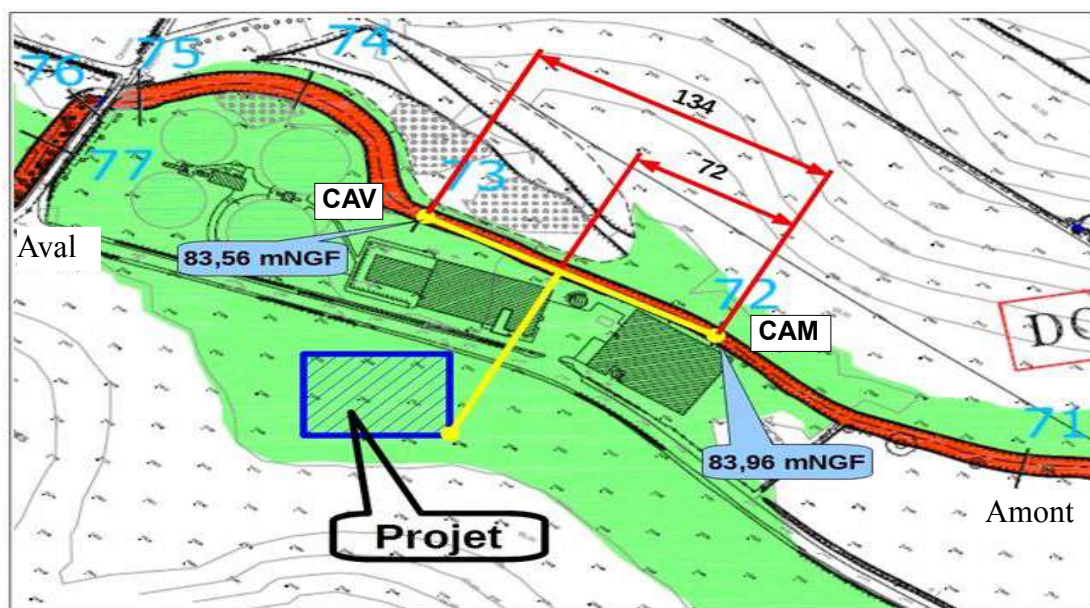 75
74
76
134
72
77
73
CAV
Aval
83,56 mNGF
72
CAM
DO
71
83,96 mNGF
Amont
Projet